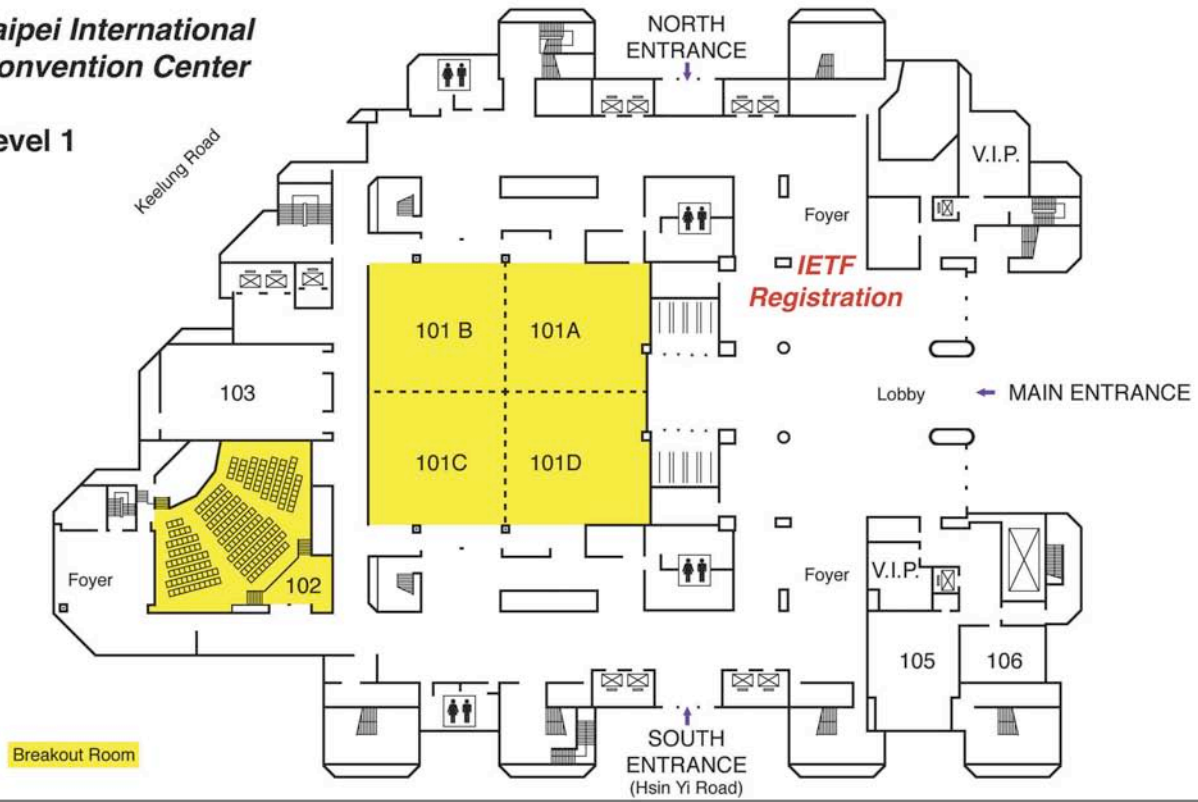 aipei International
onvention Center
evel 1
Keelung Road
NORTH
ENTRANCE
V.I.P.
Foyer
IETF
Registration
101 B
101A
103
Lobby
MAIN ENTRANCE
101C
101D
Foyer
102
Foyer
V.I.P.
105
106
Breakout Room
SOUTH
ENTRANCE
(Hsin Yi Road)